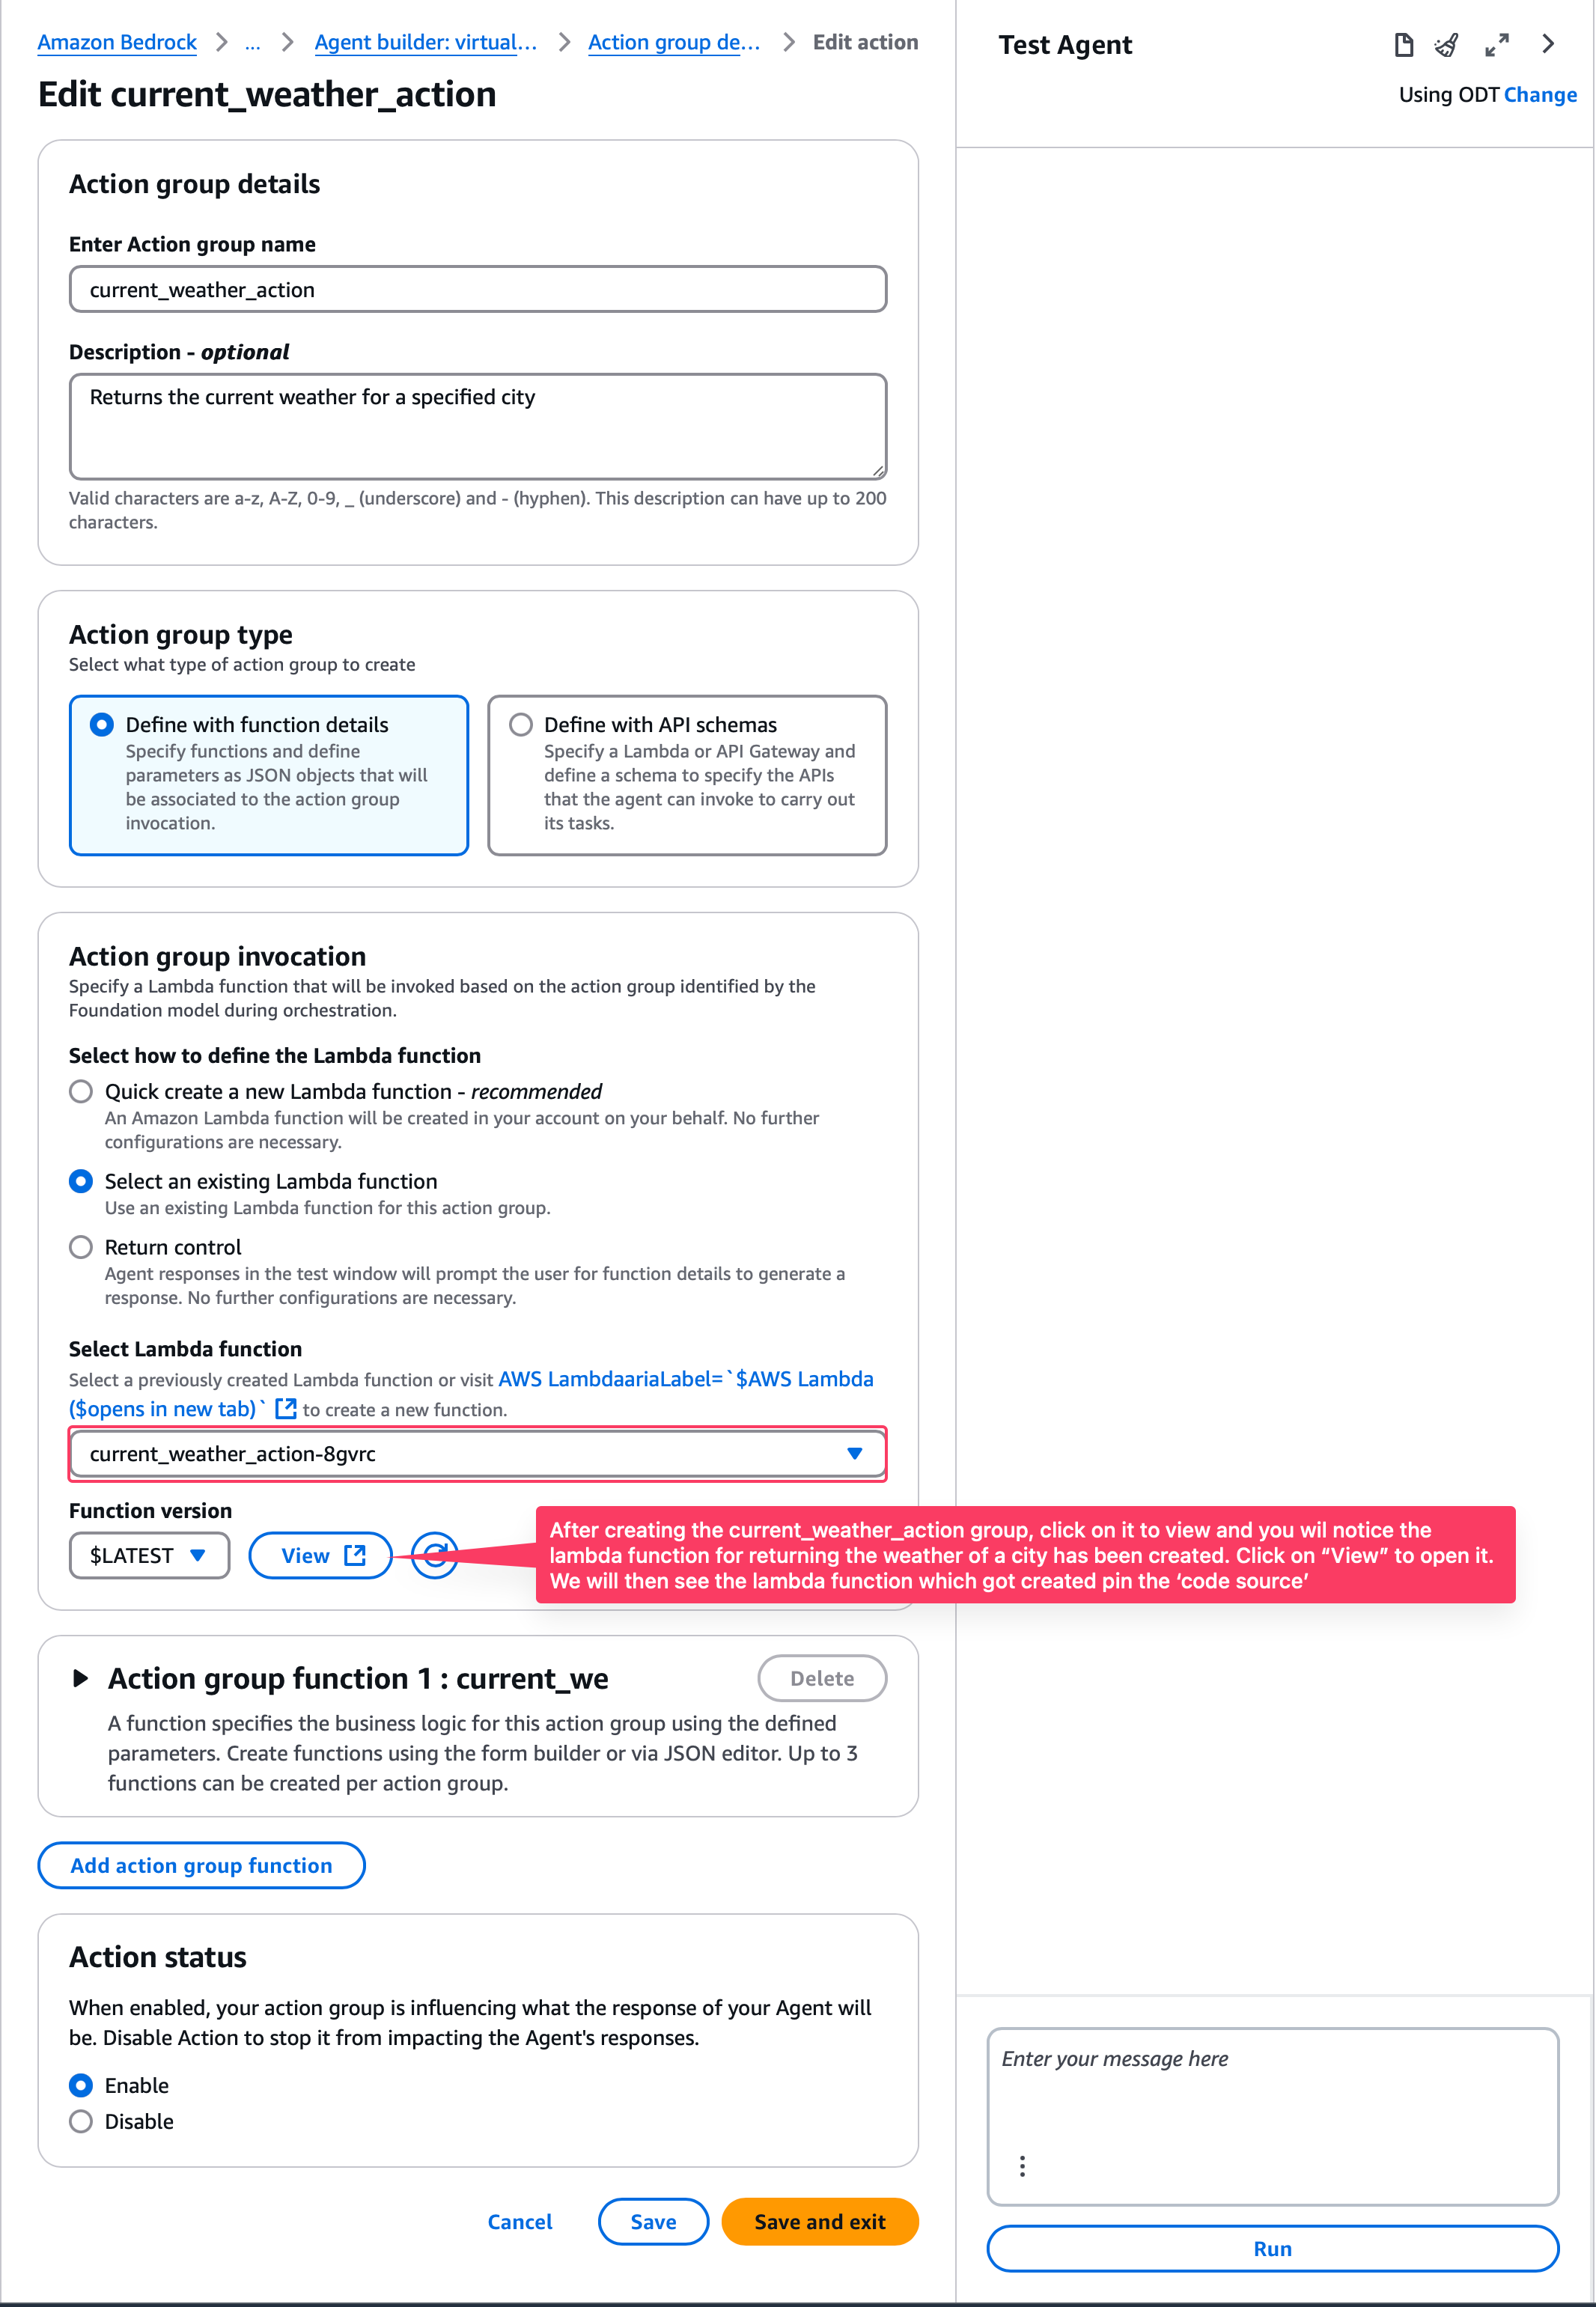 Amazon Bedrock > ... > Agent builder: virtual... > Action group de... > Edit action
Edit current_weather_action
Action group details
Enter Action group name
current_weather_action
Description - optional
Returns the current weather for a specified city
Valid characters are a-z, A-Z, 0-9, _ (underscore) and - (hyphen). This description can have up to 200
characters.
Action group type
Select what type of action group to create
Define with function details
Specify functions and define
parameters as JSON objects that will
be associated to the action group
invocation.
Define with API schemas
Specify a Lambda or API Gateway and
define a schema to specify the APIs
that the agent can invoke to carry out
its tasks.
Action group invocation
Specify a Lambda function that will be invoked based on the action group identified by the
Foundation model during orchestration.
Select how to define the Lambda function
Quick create a new Lambda function - recommended
An Amazon Lambda function will be created in your account on your behalf. No further
configurations are necessary.
Select an existing Lambda function
Use an existing Lambda function for this action group.
Return control
Agent responses in the test window will prompt the user for function details to generate a
response. No further configurations are necessary.
Select Lambda function
Select a previously created Lambda function or visit AWS LambdaariaLabel=`$AWS Lambda
($opens in new tab)` to create a new function.
current_weather_action-8gvrc
Function version
$LATEST
View
After creating the current_weather_action group, click on it to view and you wil notice the
lambda function for returning the weather of a city has been created. Click on “View” to open it.
We will then see the lambda function which got created pin the ‘code source’
Action group function 1 : current_we
Delete
A function specifies the business logic for this action group using the defined
parameters. Create functions using the form builder or via JSON editor. Up to 3
functions can be created per action group.
Add action group function
Action status
When enabled, your action group is influencing what the response of your Agent will
be. Disable Action to stop it from impacting the Agent's responses.
Enable
Disable
Cancel
Save
Save and exit
Test Agent
Using ODT Change
Enter your message here
Run